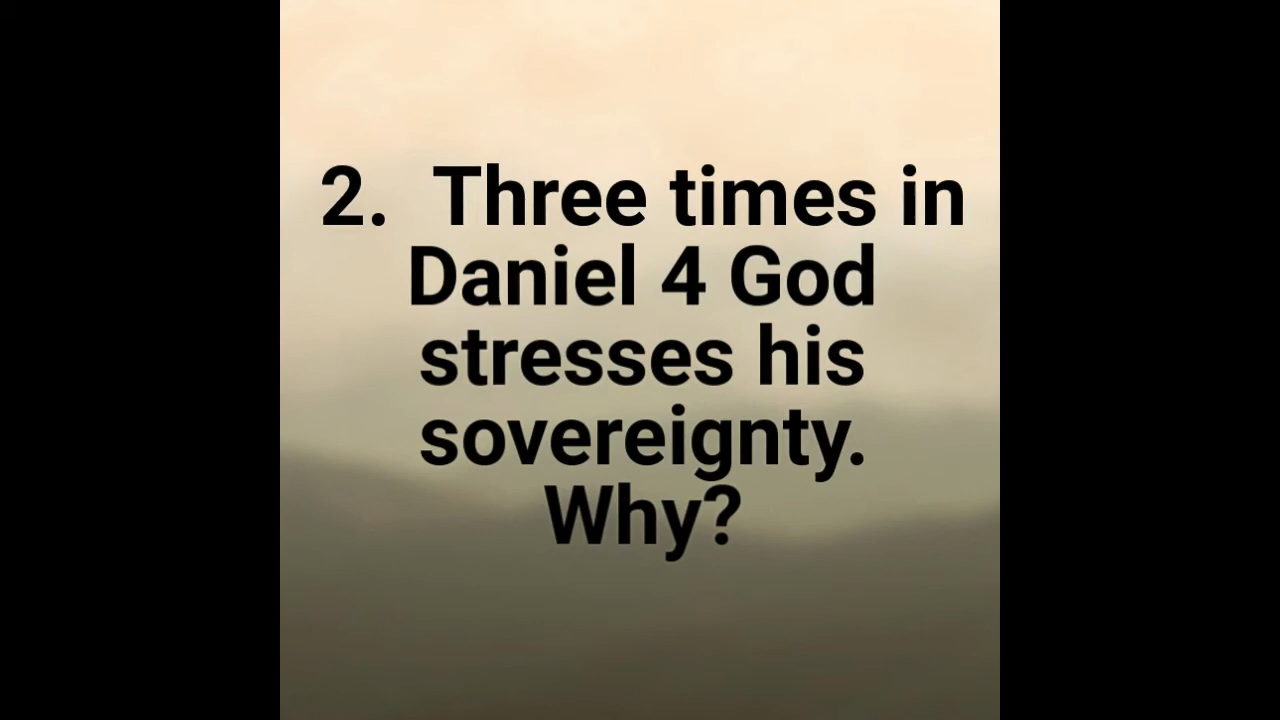 2. Three times in
Daniel 4 God
stresses his
sovereignty.
Why?